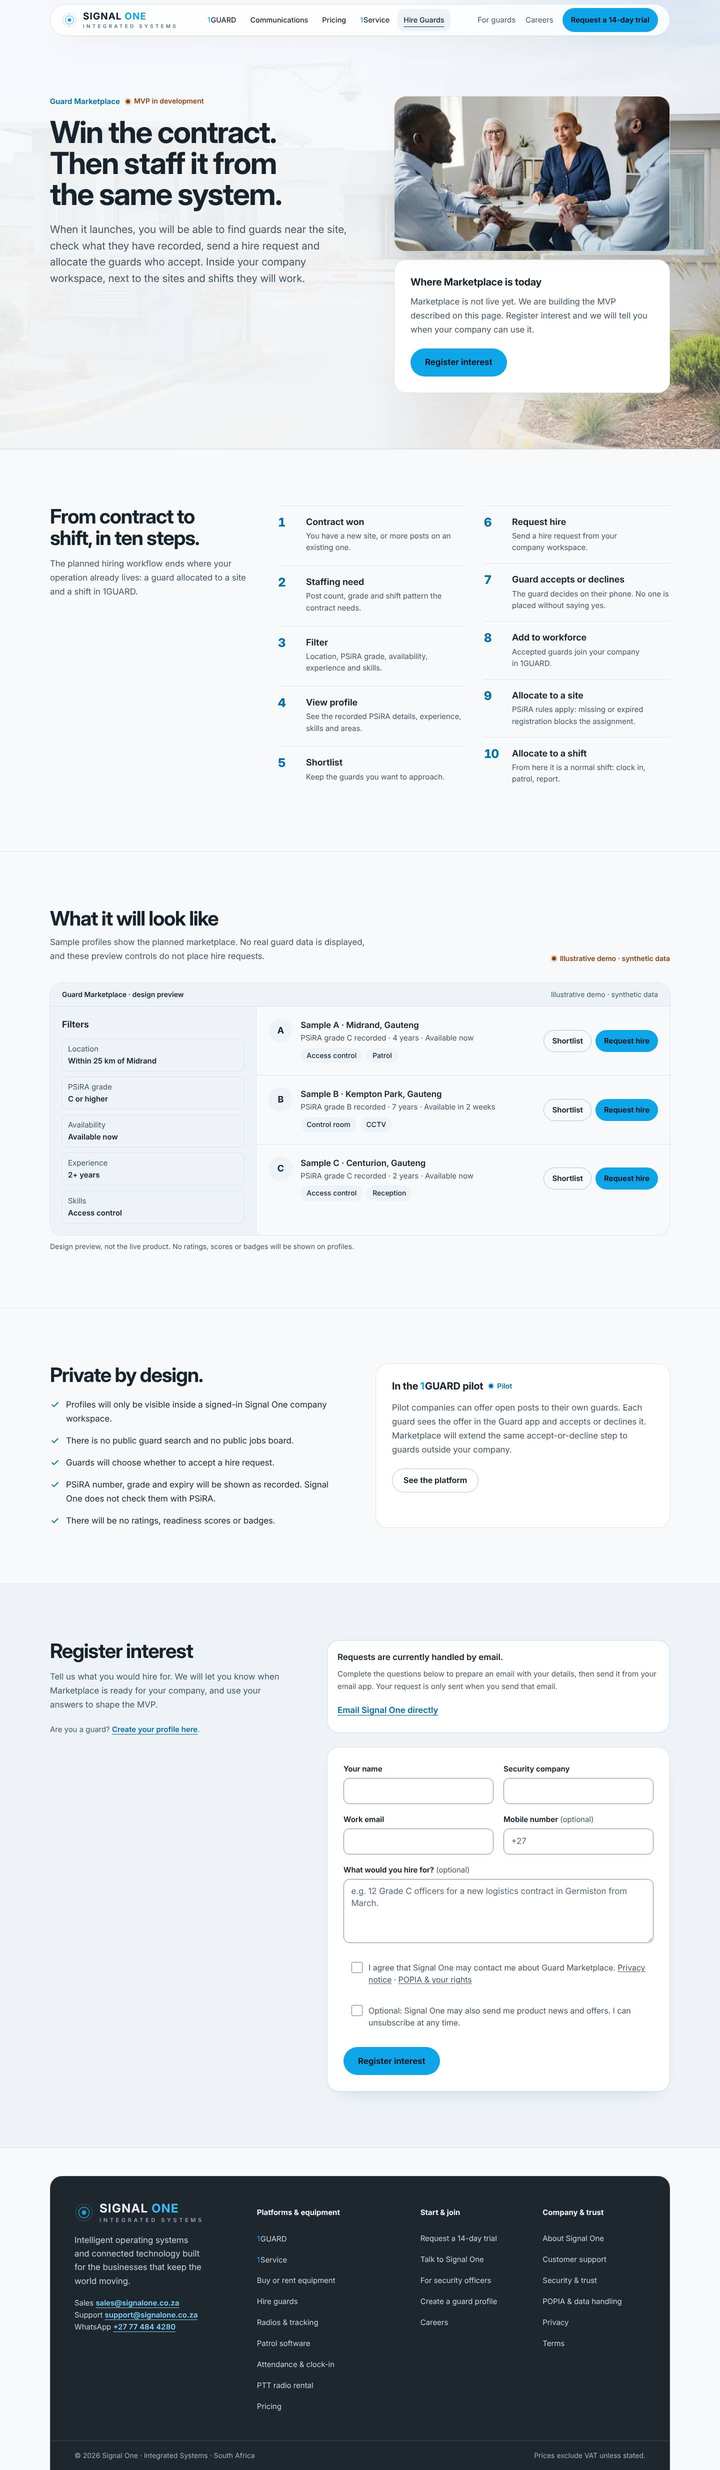 SIGNAL ONE
INTEGRATED SYSTEMS
1GUARD
Communications
Pricing
1Service
Hire Guards
For guards
Careers
Request a 14-day trial
Guard Marketplace
MVP in development
Win the contract.
Then staff it from
the same system.
When it launches, you will be able to find guards near the site,
check what they have recorded, send a hire request and
allocate the guards who accept. Inside your company
workspace, next to the sites and shifts they will work.
Where Marketplace is today
Marketplace is not live yet. We are building the MVP
described on this page. Register interest and we will tell you
when your company can use it.
Register interest
From contract to
shift, in ten steps.
The planned hiring workflow ends where your
operation already lives: a guard allocated to a site
and a shift in 1GUARD.
1
Contract won
You have a new site, or more posts on an
existing one.
2
Staffing need
Post count, grade and shift pattern the
contract needs.
3
Filter
Location, PSiRA grade, availability,
experience and skills.
4
View profile
See the recorded PSiRA details, experience,
skills and areas.
5
Shortlist
Keep the guards you want to approach.
6
Request hire
Send a hire request from your
company workspace.
7
Guard accepts or declines
The guard decides on their phone. No one is
placed without saying yes.
8
Add to workforce
Accepted guards join your company
in 1GUARD.
9
Allocate to a site
PSiRA rules apply: missing or expired
registration blocks the assignment.
10
Allocate to a shift
From here it is a normal shift: clock in,
patrol, report.
What it will look like
Sample profiles show the planned marketplace. No real guard data is displayed,
and these preview controls do not place hire requests.
Illustrative demo · synthetic data
Guard Marketplace · design preview
Illustrative demo · synthetic data
Filters
Location
Within 25 km of Midrand
PSiRA grade
C or higher
Availability
Available now
Experience
2+ years
Skills
Access control
A
Sample A · Midrand, Gauteng
PSiRA grade C recorded · 4 years · Available now
Access control
Patrol
Shortlist
Request hire
B
Sample B · Kempton Park, Gauteng
PSiRA grade B recorded · 7 years · Available in 2 weeks
Control room
CCTV
Shortlist
Request hire
C
Sample C · Centurion, Gauteng
PSiRA grade C recorded · 2 years · Available now
Access control
Reception
Shortlist
Request hire
Design preview, not the live product. No ratings, scores or badges will be shown on profiles.
Private by design.
Profiles will only be visible inside a signed-in Signal One company
workspace.
There is no public guard search and no public jobs board.
Guards will choose whether to accept a hire request.
PSiRA number, grade and expiry will be shown as recorded. Signal
One does not check them with PSiRA.
There will be no ratings, readiness scores or badges.
In the 1GUARD pilot
Pilot
Pilot companies can offer open posts to their own guards. Each
guard sees the offer in the Guard app and accepts or declines it.
Marketplace will extend the same accept-or-decline step to
guards outside your company.
See the platform
Register interest
Tell us what you would hire for. We will let you know when
Marketplace is ready for your company, and use your
answers to shape the MVP.
Are you a guard? Create your profile here.
Requests are currently handled by email.
Complete the questions below to prepare an email with your details, then send it from your
email app. Your request is only sent when you send that email.
Email Signal One directly
Your name
Security company
Work email
Mobile number (optional)
+27
What would you hire for? (optional)
e.g. 12 Grade C officers for a new logistics contract in Germiston from
March.
I agree that Signal One may contact me about Guard Marketplace. Privacy
notice · POPIA & your rights
Optional: Signal One may also send me product news and offers. I can
unsubscribe at any time.
Register interest
SIGNAL ONE
INTEGRATED SYSTEMS
Intelligent operating systems
and connected technology built
for the businesses that keep the
world moving.
Sales sales@signalone.co.za
Support support@signalone.co.za
WhatsApp +27 77 484 4280
Platforms & equipment
1GUARD
1Service
Buy or rent equipment
Hire guards
Radios & tracking
Patrol software
Attendance & clock-in
PTT radio rental
Pricing
Start & join
Request a 14-day trial
Talk to Signal One
For security officers
Create a guard profile
Careers
Company & trust
About Signal One
Customer support
Security & trust
POPIA & data handling
Privacy
Terms
© 2026 Signal One · Integrated Systems · South Africa
Prices exclude VAT unless stated.